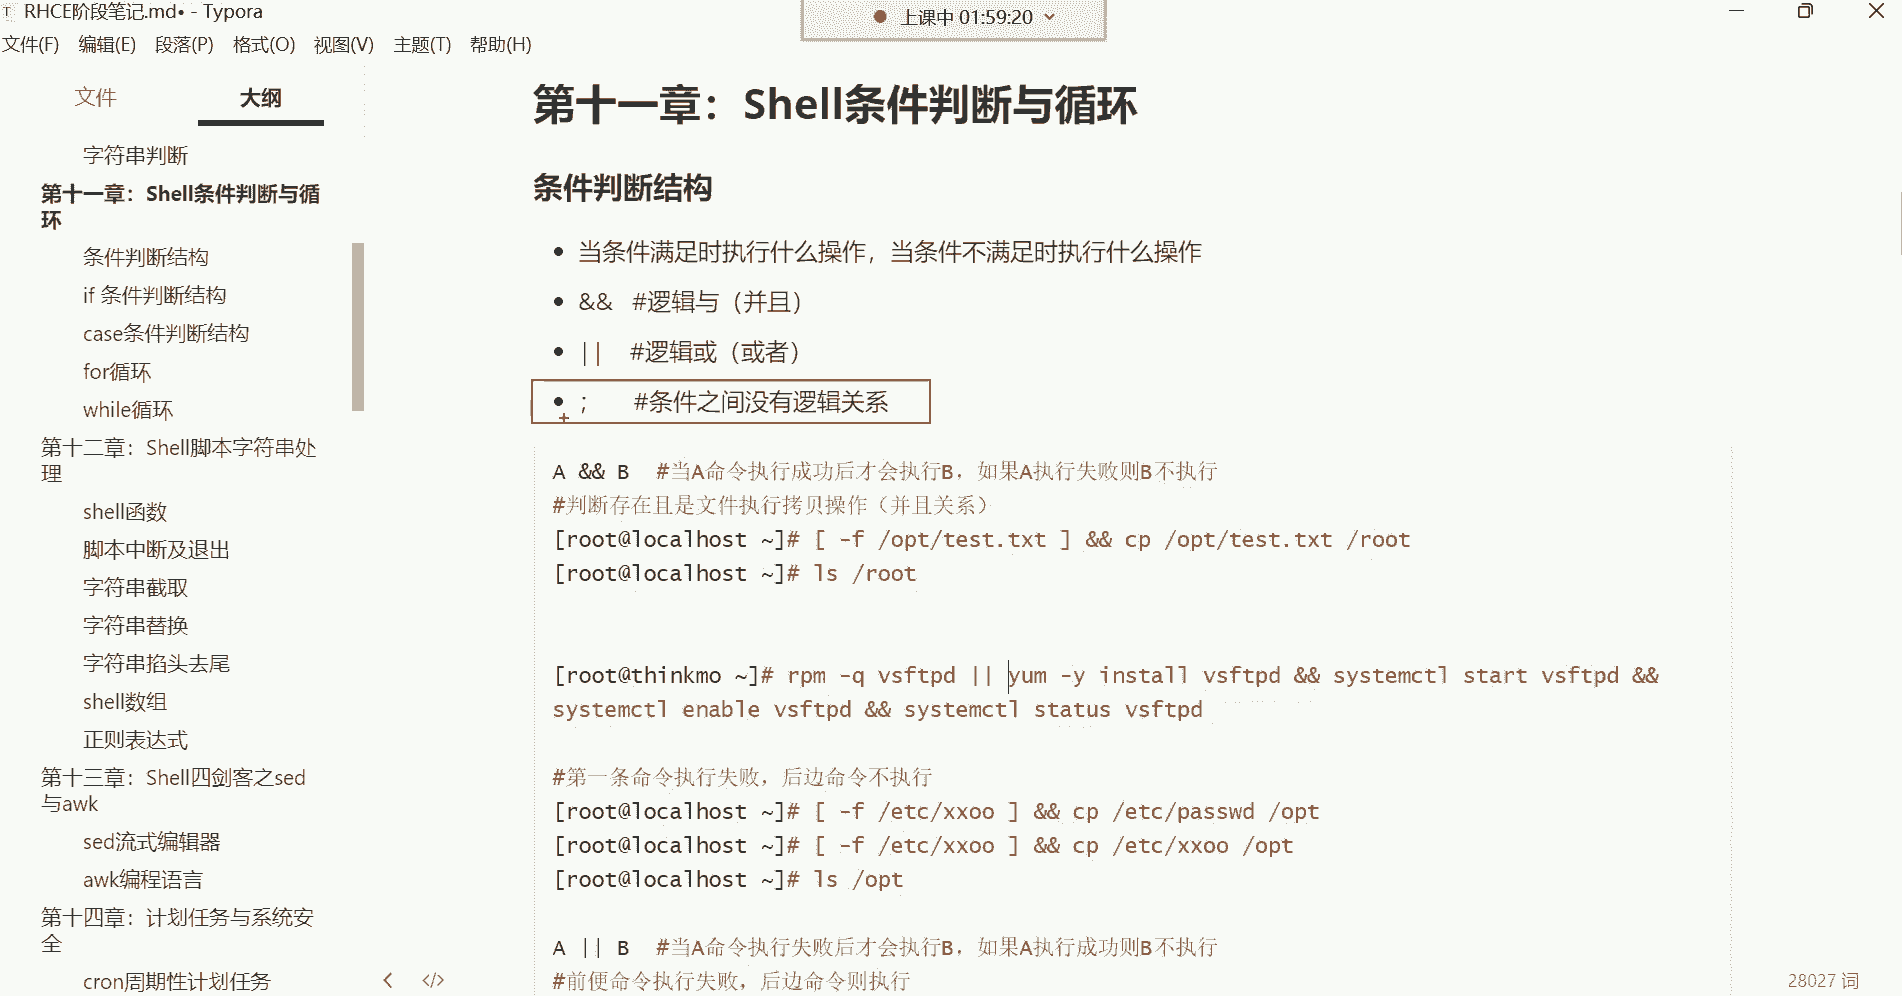 RHCE阶段笔记.md• - Typora
上课中 01:59:20
文件(F) 编辑(E) 段落(P) 格式(O) 视图(V) 主题(T) 帮助(H)
文件 大纲
字符串判断
第十一章：Shell条件判断与循
环
条件判断结构
if 条件判断结构
case条件判断结构
for循环
while循环
第十二章：Shell脚本字符串处
理
shell函数
脚本中断及退出
字符串截取
字符串替换
字符串掐头去尾
shell数组
正则表达式
第十三章：Shell四剑客之sed
与awk
sed流式编辑器
awk编程语言
第十四章：计划任务与系统安
全
cron周期性计划任务
第十一章：Shell条件判断与循环
条件判断结构
• 当条件满足时执行什么操作，当条件不满足时执行什么操作
• && #逻辑与（并且）
• || #逻辑或（或者）
• ; #条件之间没有逻辑关系
A && B #当A命令执行成功后才会执行B，如果A执行失败则B不执行
#判断存在且是文件执行拷贝操作（并且关系）
[root@localhost ~]# [ -f /opt/test.txt ] && cp /opt/test.txt /root
[root@localhost ~]# ls /root
[root@thinkmo ~]# rpm -q vsftpd || yum -y install vsftpd && systemctl start vsftpd &&
systemctl enable vsftpd && systemctl status vsftpd
#第一条命令执行失败，后边命令不执行
[root@localhost ~]# [ -f /etc/xxoo ] && cp /etc/passwd /opt
[root@localhost ~]# [ -f /etc/xxoo ] && cp /etc/xxoo /opt
[root@localhost ~]# ls /opt
A || B #当A命令执行失败后才会执行B，如果A执行成功则B不执行
#前便命令执行失败，后边命令则执行
28027 词